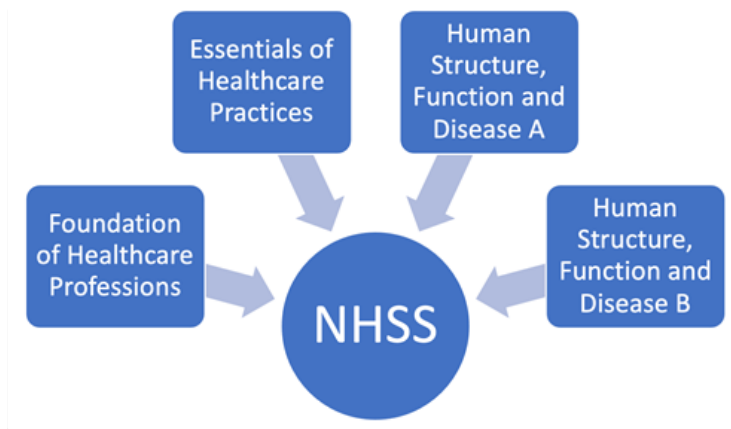 Essentials of
Healthcare
Practices
Human
Structure,
Function and
Disease A
Foundation
of Healthcare
Professions
Human
Structure,
Function and
Disease B
NHSS